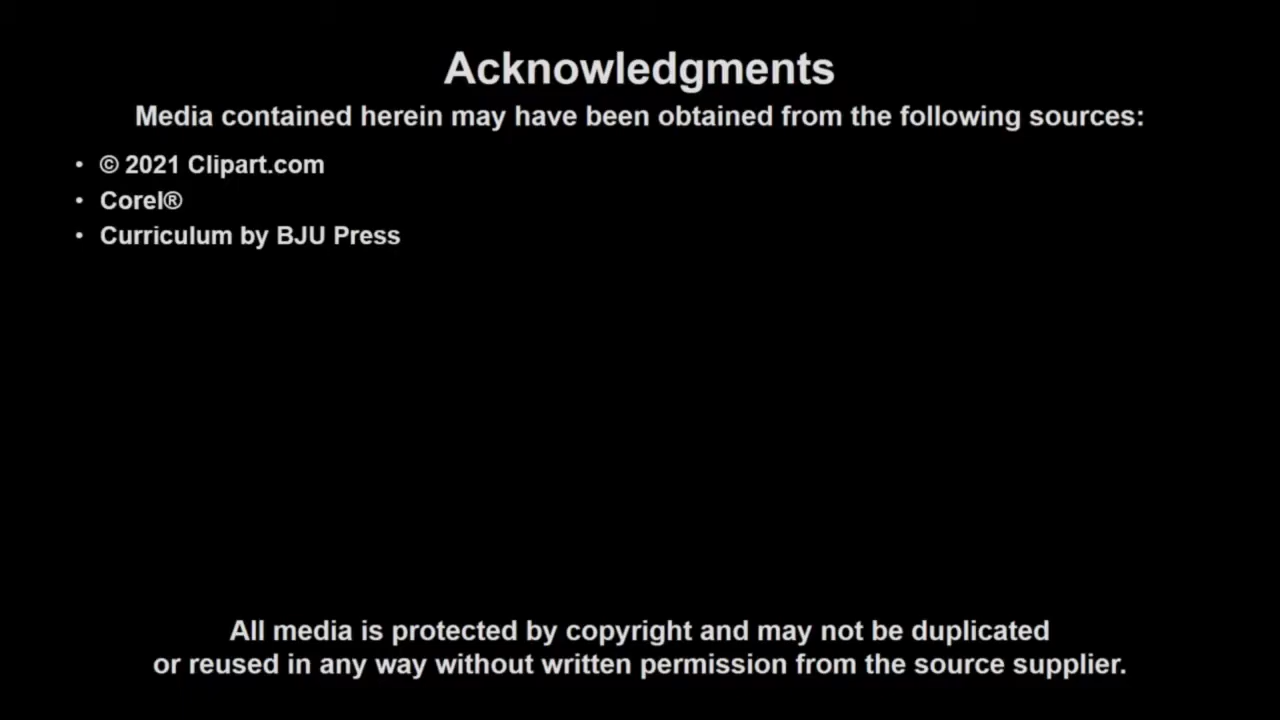 Acknowledgments
Media contained herein may have been obtained from the following sources:
• © 2021 Clipart.com
• Corel®
• Curriculum by BJU Press
All media is protected by copyright and may not be duplicated
or reused in any way without written permission from the source supplier.